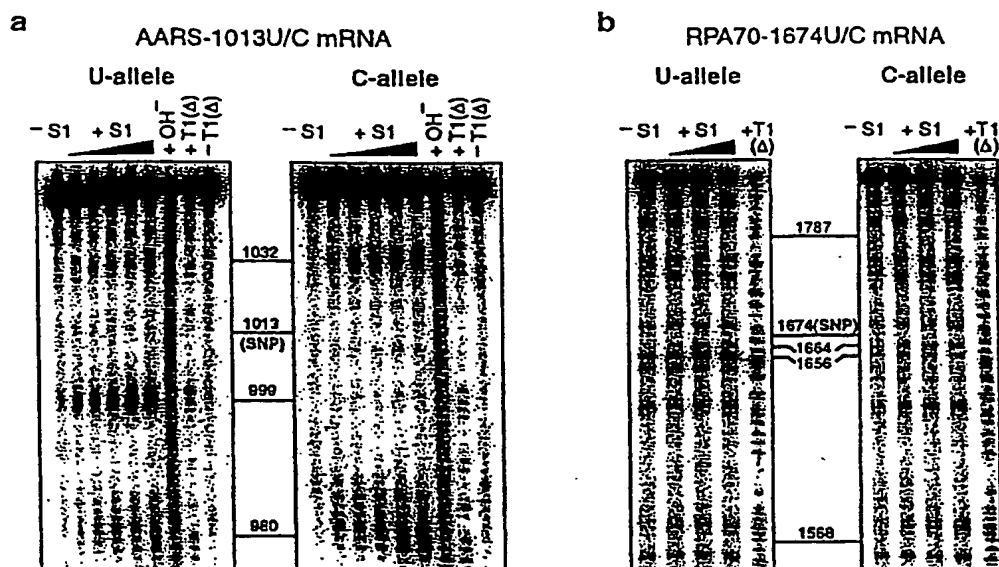 a
AARS-1013U/C mRNA
U-allele
C-allele
− S1 + S1 + OH⁻ + T1(Δ) − T1(Δ)
− S1 + S1 + OH⁻ + T1(Δ) − T1(Δ)
1032
1013
(SNP)
999
980
b
RPA70-1674U/C mRNA
U-allele
C-allele
− S1 + S1 +T1
(Δ)
− S1 + S1 +T1
(Δ)
1787
1674(SNP)
1664
1656
1568